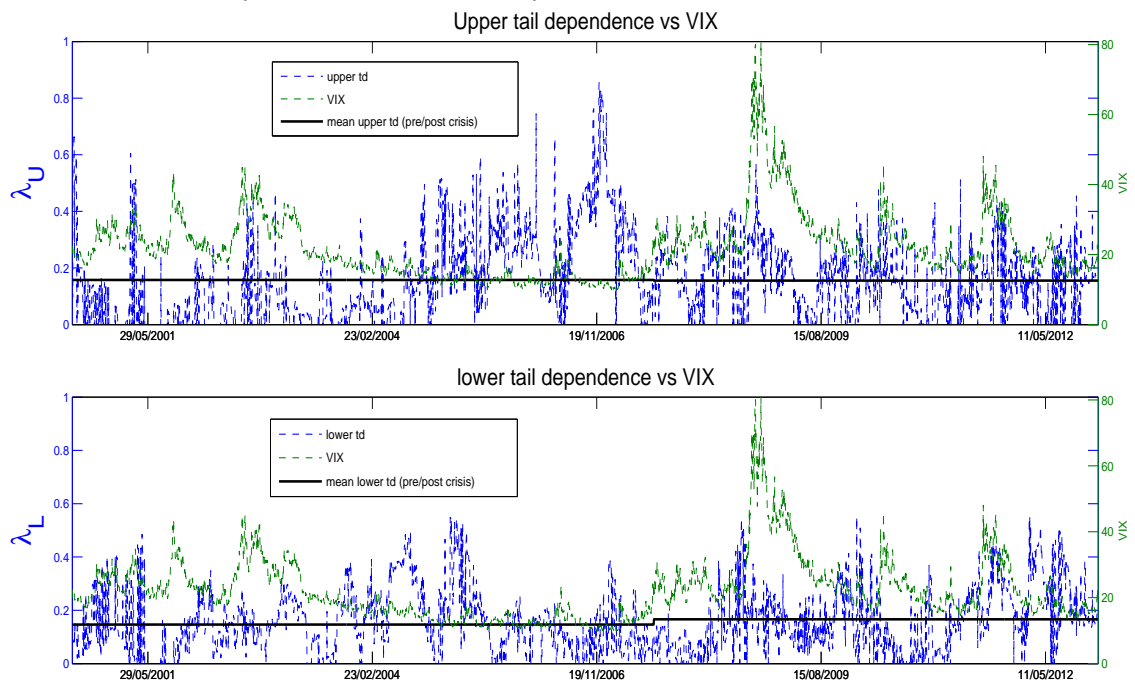 Upper tail dependence vs VIX
1
0.8
0.6
0.4
0.2
0
λ_U
80
60
40
20
0
VIX
upper td
VIX
mean upper td (pre/post crisis)
29/05/2001
23/02/2004
19/11/2006
15/08/2009
11/05/2012
lower tail dependence vs VIX
1
0.8
0.6
0.4
0.2
0
λ_L
80
60
40
20
0
VIX
lower td
VIX
mean lower td (pre/post crisis)
29/05/2001
23/02/2004
19/11/2006
15/08/2009
11/05/2012